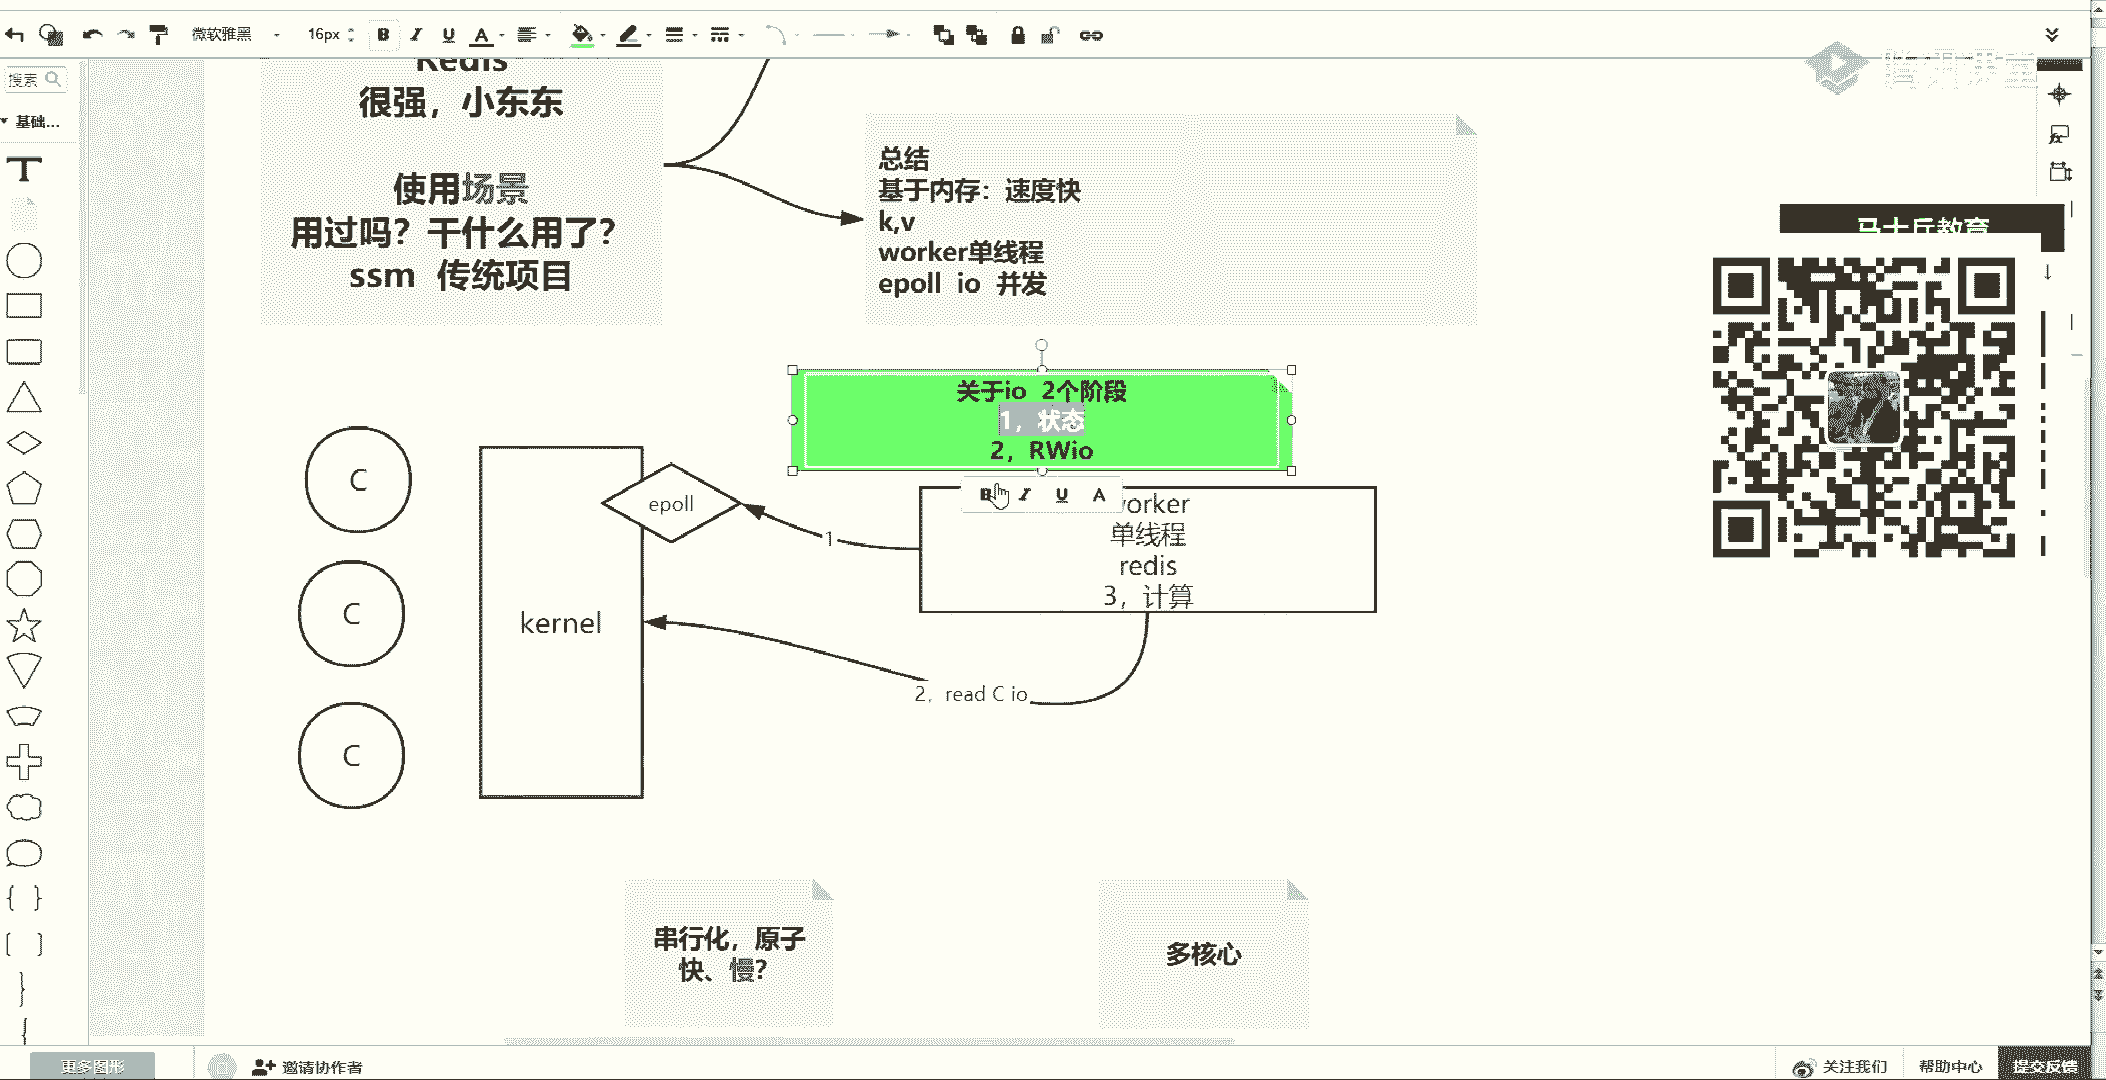 微软雅黑
16px
B I U A
搜索
基础...
T
Redis
很强，小东东
使用场景
用过吗？干什么用了？
ssm 传统项目
总结
基于内存：速度快
k,v
worker单线程
epoll io 并发
腾讯课堂
马士兵教育
关于io 2个阶段
1，状态
2，RWio
B I U A
worker
单线程
redis
3，计算
C
C
C
kernel
epoll
1
2，read C io
串行化，原子
快、慢？
多核心
更多图形
邀请协作者
关注我们
帮助中心
提交反馈